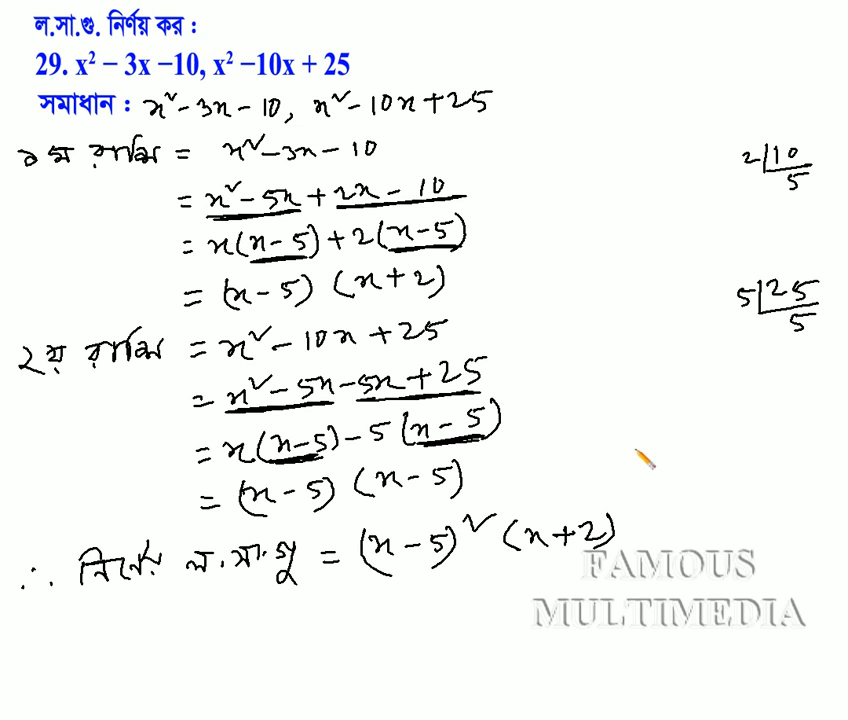 ল.সা.গু. নির্ণয় কর :
29. x² − 3x −10, x² −10x + 25
সমাধান : x² - 3x - 10, x² - 10x + 25
১ম রাশি = x² - 3x - 10
2|10
5
= x² - 5x + 2x - 10
= x(x-5) + 2(x-5)
= (x-5) (x+2)
5|25
5
২য় রাশি = x² - 10x + 25
= x² - 5x - 5x + 25
= x(x-5) - 5(x-5)
= (x-5) (x-5)
∴ নির্ণেয় ল.সা.গু = (x-5)² (x+2)
FAMOUS
MULTIMEDIA